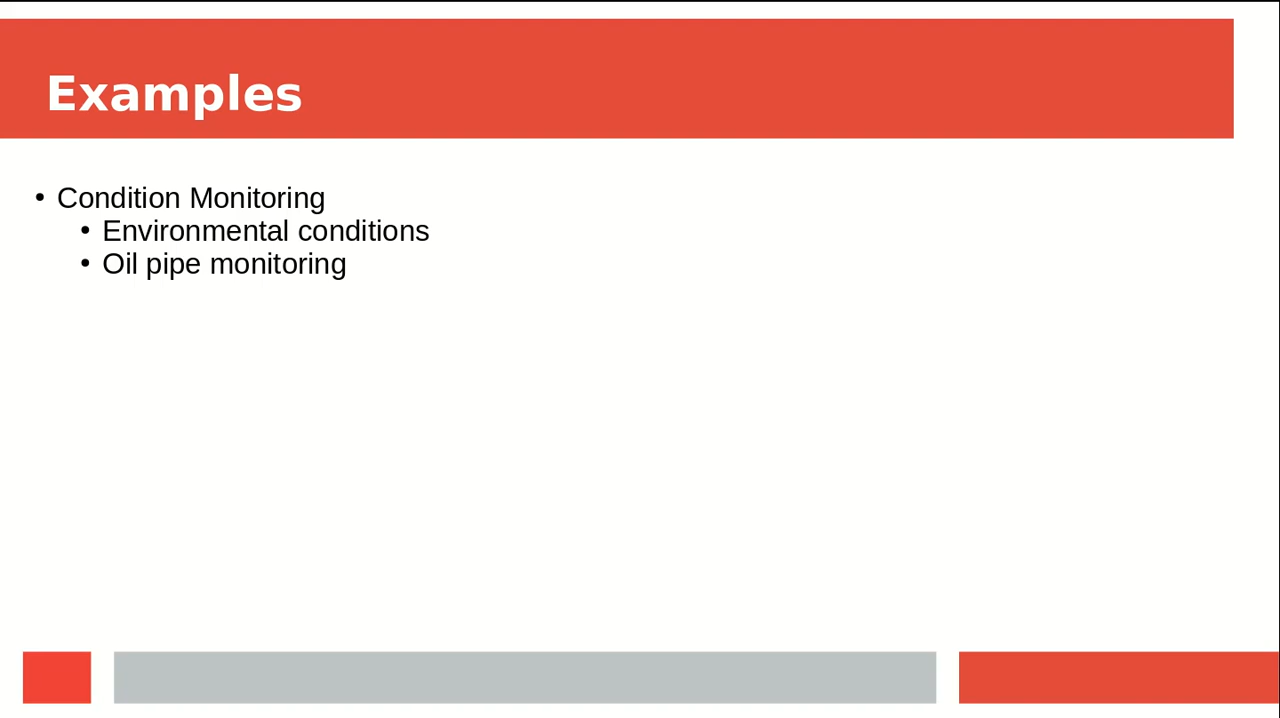 Examples
• Condition Monitoring
• Environmental conditions
• Oil pipe monitoring